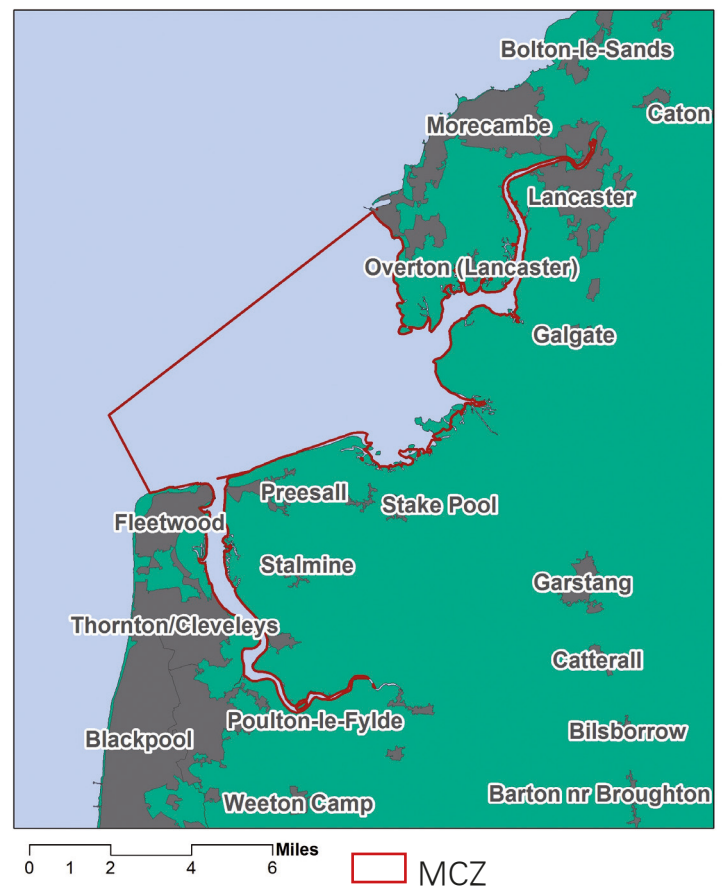 Bolton-le-Sands
Caton
Morecambe
Lancaster
Overton (Lancaster)
Galgate
Preesall
Stake Pool
Fleetwood
Stalmine
Garstang
Thornton/Cleveleys
Catterall
Poulton-le-Fylde
Bilsborrow
Blackpool
Weeton Camp
Barton nr Broughton
Miles
0 1 2 4 6
MCZ